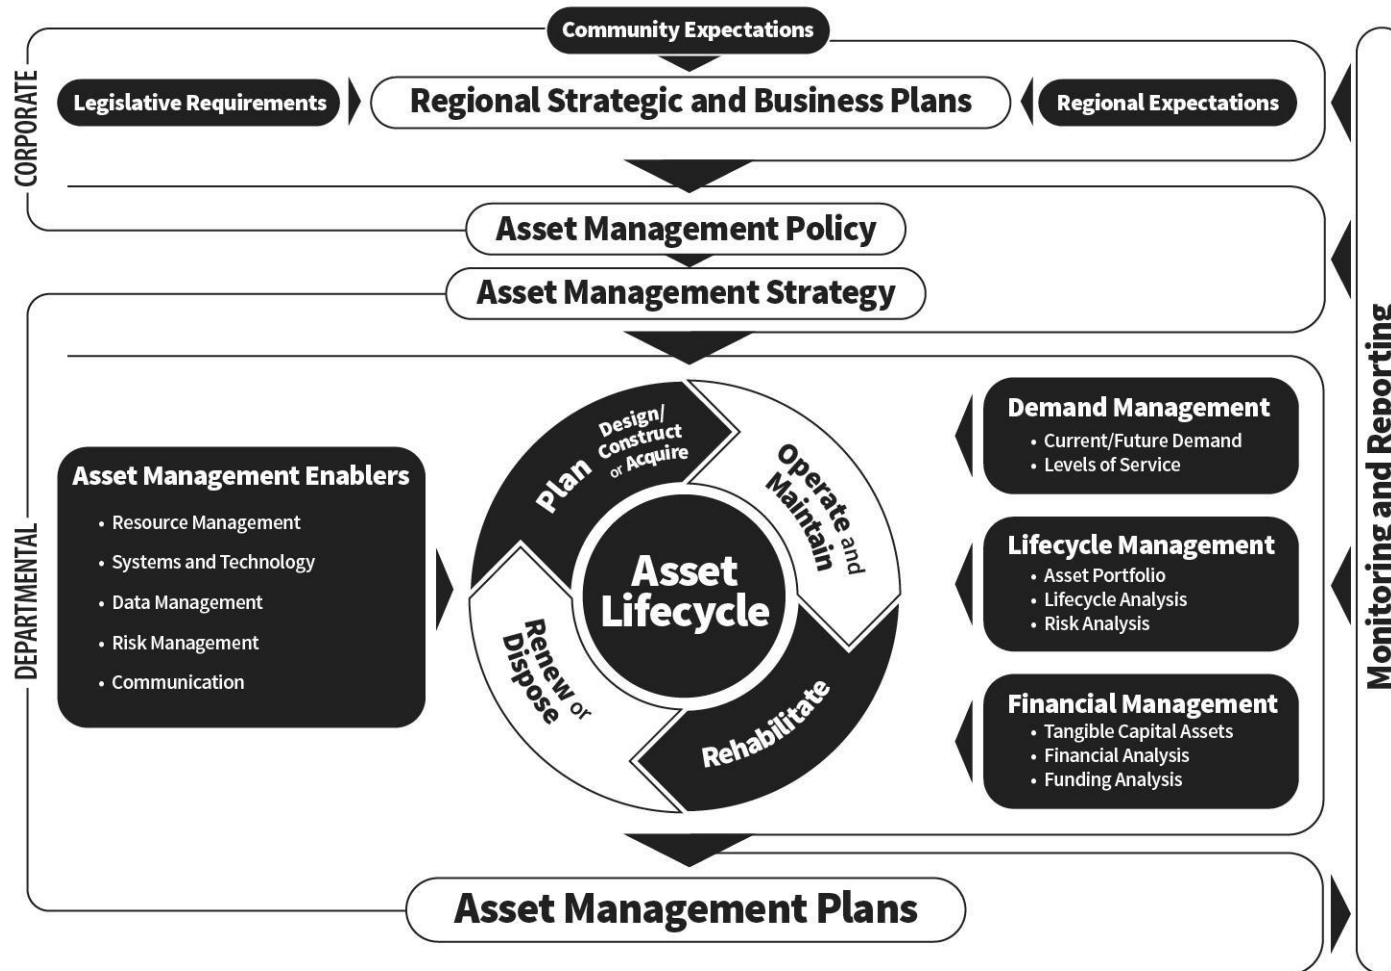 Community Expectations
CORPORATE
Legislative Requirements
Regional Strategic and Business Plans
Regional Expectations
Asset Management Policy
Asset Management Strategy
DEPARTMENTAL
Asset Management Enablers
• Resource Management
• Systems and Technology
• Data Management
• Risk Management
• Communication
Plan
Design/
Construct
or Acquire
Operate and
Maintain
Rehabilitate
Renew or
Dispose
Asset
Lifecycle
Demand Management
• Current/Future Demand
• Levels of Service
Lifecycle Management
• Asset Portfolio
• Lifecycle Analysis
• Risk Analysis
Financial Management
• Tangible Capital Assets
• Financial Analysis
• Funding Analysis
Asset Management Plans
Monitoring and Reporting